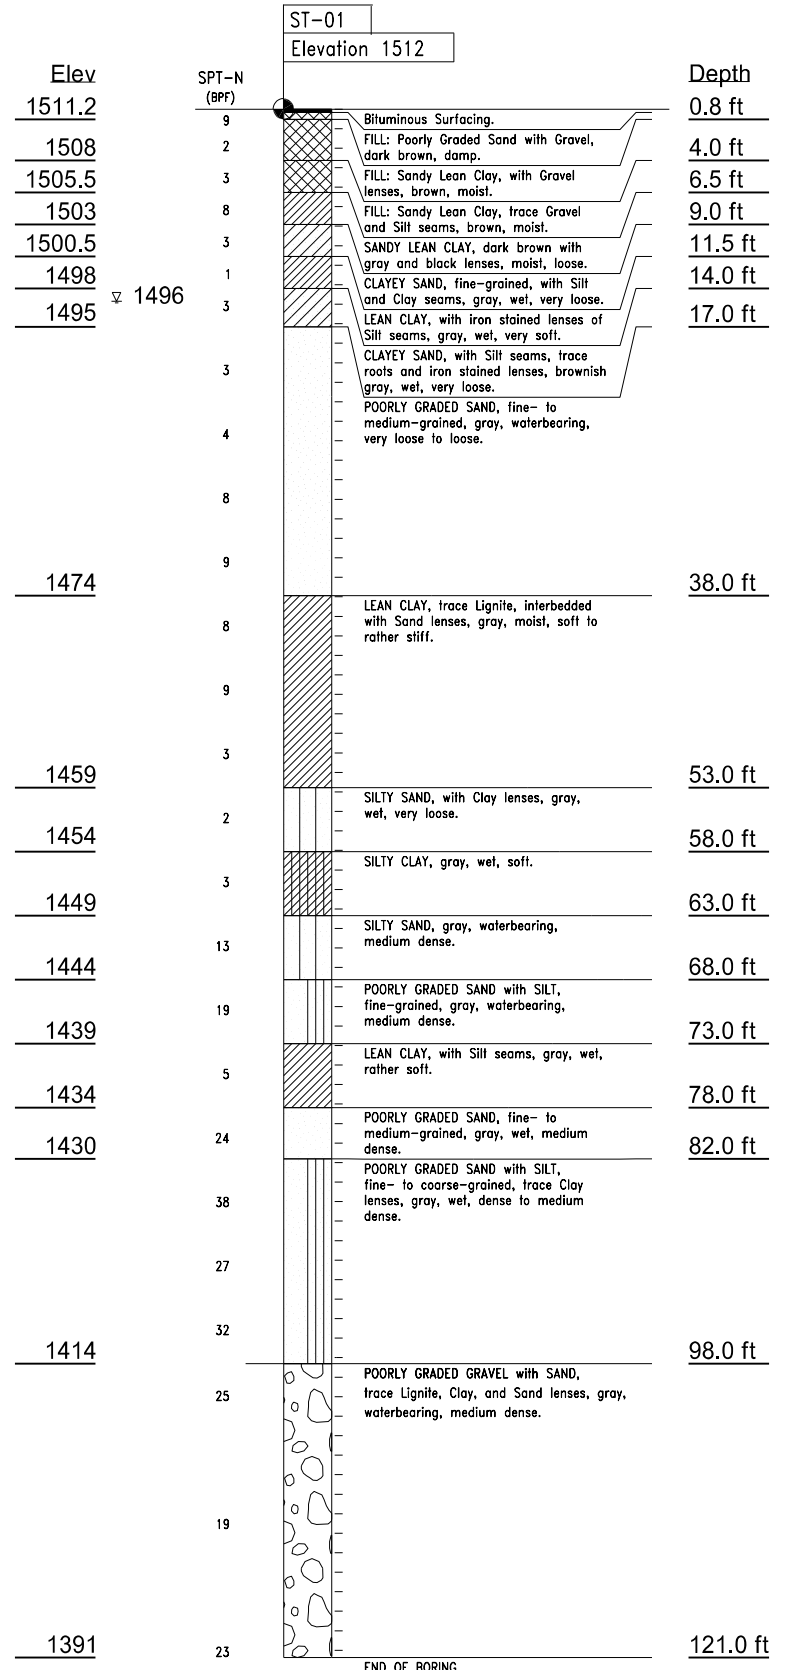 ST-01
Elevation 1512
Elev
SPT-N
(BPF)
Depth
1511.2
0.8 ft
9
Bituminous Surfacing.
1508
2
FILL: Poorly Graded Sand with Gravel,
dark brown, damp.
4.0 ft
1505.5
3
FILL: Sandy Lean Clay, with Gravel
lenses, brown, moist.
6.5 ft
1503
8
FILL: Sandy Lean Clay, trace Gravel
and Silt seams, brown, moist.
9.0 ft
1500.5
3
SANDY LEAN CLAY, dark brown with
gray and black lenses, moist, loose.
11.5 ft
1498
1
CLAYEY SAND, fine-grained, with Silt
and Clay seams, gray, wet, very loose.
14.0 ft
1496
1495
3
LEAN CLAY, with iron stained lenses of
Silt seams, gray, wet, very soft.
17.0 ft
3
CLAYEY SAND, with Silt seams, trace
roots and iron stained lenses, brownish
gray, wet, very loose.
4
POORLY GRADED SAND, fine- to
medium-grained, gray, waterbearing,
very loose to loose.
8
9
1474
38.0 ft
8
LEAN CLAY, trace Lignite, interbedded
with Sand lenses, gray, moist, soft to
rather stiff.
9
3
1459
53.0 ft
2
SILTY SAND, with Clay lenses, gray,
wet, very loose.
1454
58.0 ft
3
SILTY CLAY, gray, wet, soft.
1449
63.0 ft
13
SILTY SAND, gray, waterbearing,
medium dense.
1444
68.0 ft
19
POORLY GRADED SAND with SILT,
fine-grained, gray, waterbearing,
medium dense.
1439
73.0 ft
5
LEAN CLAY, with Silt seams, gray, wet,
rather soft.
1434
78.0 ft
24
POORLY GRADED SAND, fine- to
medium-grained, gray, wet, medium
dense.
1430
82.0 ft
38
POORLY GRADED SAND with SILT,
fine- to coarse-grained, trace Clay
lenses, gray, wet, dense to medium
dense.
27
32
1414
98.0 ft
25
POORLY GRADED GRAVEL with SAND,
trace Lignite, Clay, and Sand lenses, gray,
waterbearing, medium dense.
19
1391
23
121.0 ft
END OF BORING